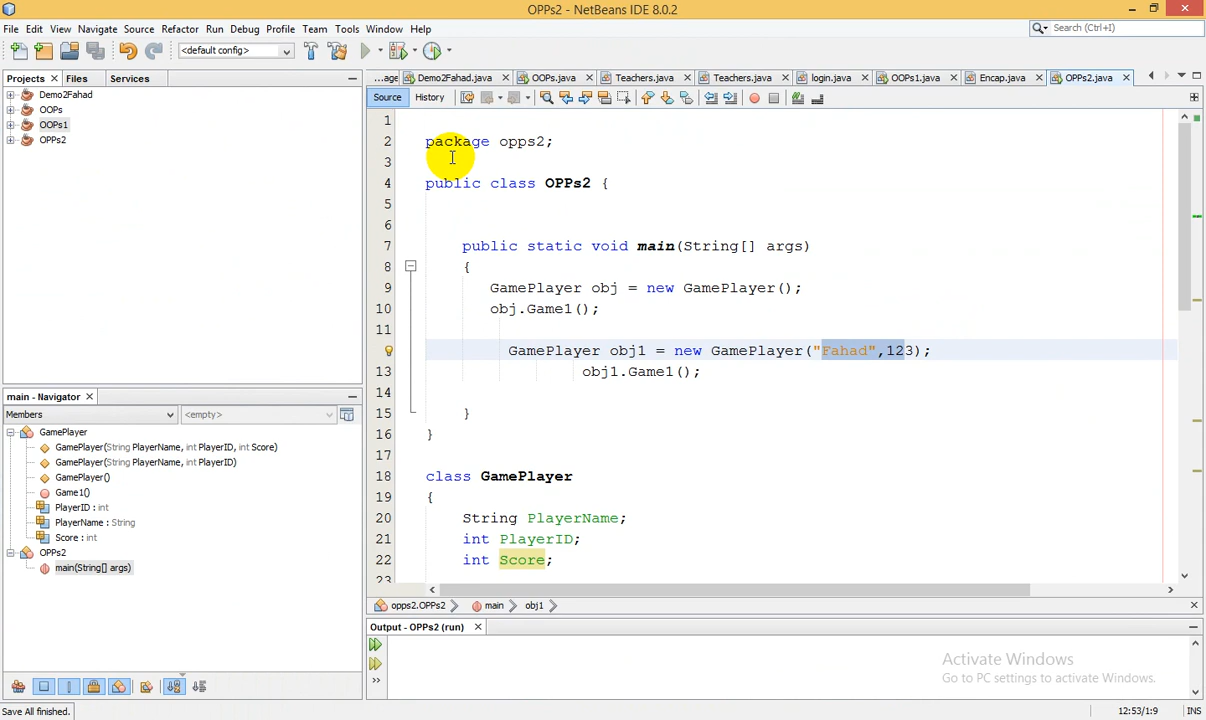 OPPs2 - NetBeans IDE 8.0.2
File Edit View Navigate Source Refactor Run Debug Profile Team Tools Window Help
Search (Ctrl+I)
<default config>
Projects Files Services
...age Demo2Fahad.java OOPs.java Teachers.java Teachers.java login.java OOPs1.java Encap.java OPPs2.java
Demo2Fahad
OOPs
OOPs1
OPPs2
Source History
1
2 package opps2;
3
4 public class OPPs2 {
5
6
7 public static void main(String[] args)
8 {
9 GamePlayer obj = new GamePlayer();
10 obj.Game1();
11
GamePlayer obj1 = new GamePlayer("Fahad",123);
13 obj1.Game1();
14
15 }
16 }
17
18 class GamePlayer
19 {
20 String PlayerName;
21 int PlayerID;
22 int Score;
23
main - Navigator
Members <empty>
GamePlayer
GamePlayer(String PlayerName, int PlayerID, int Score)
GamePlayer(String PlayerName, int PlayerID)
GamePlayer()
Game1()
PlayerID : int
PlayerName : String
Score : int
OPPs2
main(String[] args)
opps2.OPPs2 main obj1
Output - OPPs2 (run)
Activate Windows
Go to PC settings to activate Windows.
Save All finished.
12:53/1:9 INS